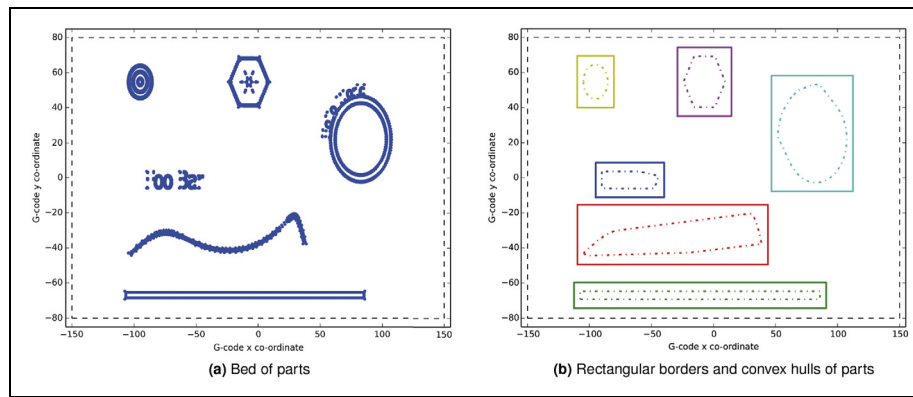 80
60
40
20
0
−20
−40
−60
−80
G-code y co-ordinate
−150 −100 −50 0 50 100 150
G-code x co-ordinate
(a) Bed of parts
80
60
40
20
0
−20
−40
−60
−80
G-code y co-ordinate
−150 −100 −50 0 50 100 150
G-code x co-ordinate
(b) Rectangular borders and convex hulls of parts